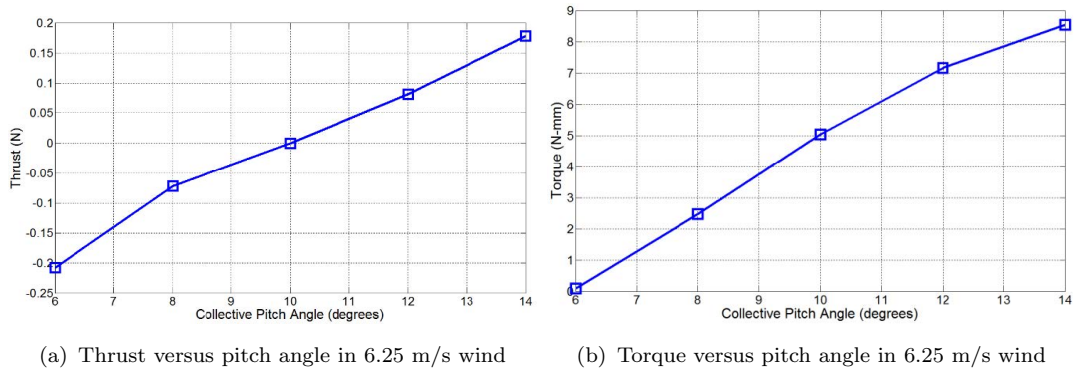 0.2
0.15
0.1
0.05
0
-0.05
-0.1
-0.15
-0.2
-0.25
Thrust (N)
6 7 8 9 10 11 12 13 14
Collective Pitch Angle (degrees)
(a) Thrust versus pitch angle in 6.25 m/s wind
9
8
7
6
5
4
3
2
1
0
Torque (N-mm)
6 7 8 9 10 11 12 13 14
Collective Pitch Angle (degrees)
(b) Torque versus pitch angle in 6.25 m/s wind